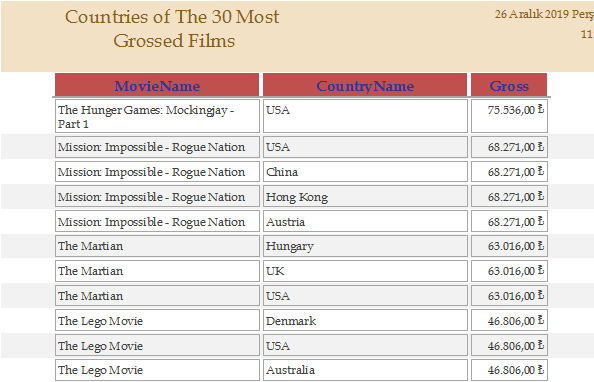 Countries of The 30 Most
Grossed Films
26 Aralık 2019 Perş
11
MovieName CountryName Gross
The Hunger Games: Mockingjay -
Part 1 USA 75.536,00 ₺
Mission: Impossible - Rogue Nation USA 68.271,00 ₺
Mission: Impossible - Rogue Nation China 68.271,00 ₺
Mission: Impossible - Rogue Nation Hong Kong 68.271,00 ₺
Mission: Impossible - Rogue Nation Austria 68.271,00 ₺
The Martian Hungary 63.016,00 ₺
The Martian UK 63.016,00 ₺
The Martian USA 63.016,00 ₺
The Lego Movie Denmark 46.806,00 ₺
The Lego Movie USA 46.806,00 ₺
The Lego Movie Australia 46.806,00 ₺